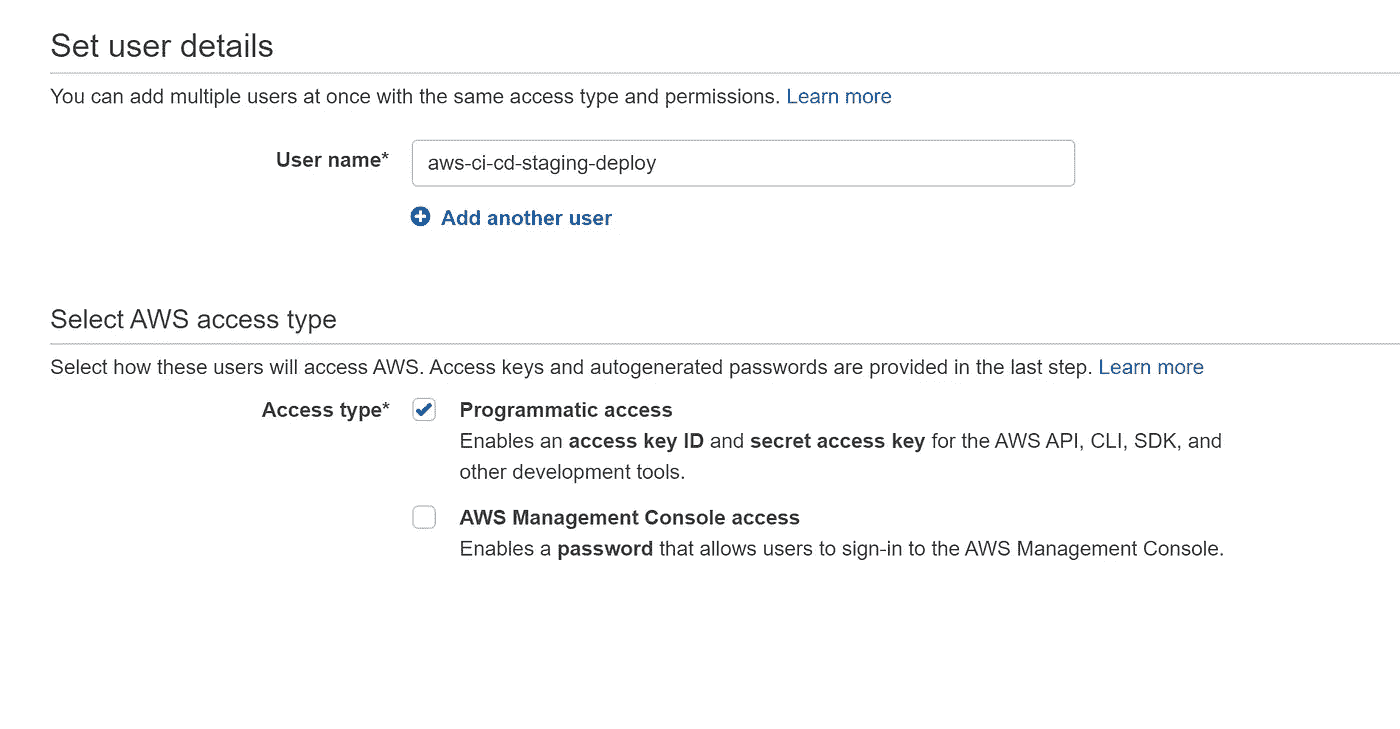 Set user details
You can add multiple users at once with the same access type and permissions. Learn more
User name* aws-ci-cd-staging-deploy
Add another user
Select AWS access type
Select how these users will access AWS. Access keys and autogenerated passwords are provided in the last step. Learn more
Access type* Programmatic access
Enables an access key ID and secret access key for the AWS API, CLI, SDK, and
other development tools.
AWS Management Console access
Enables a password that allows users to sign-in to the AWS Management Console.